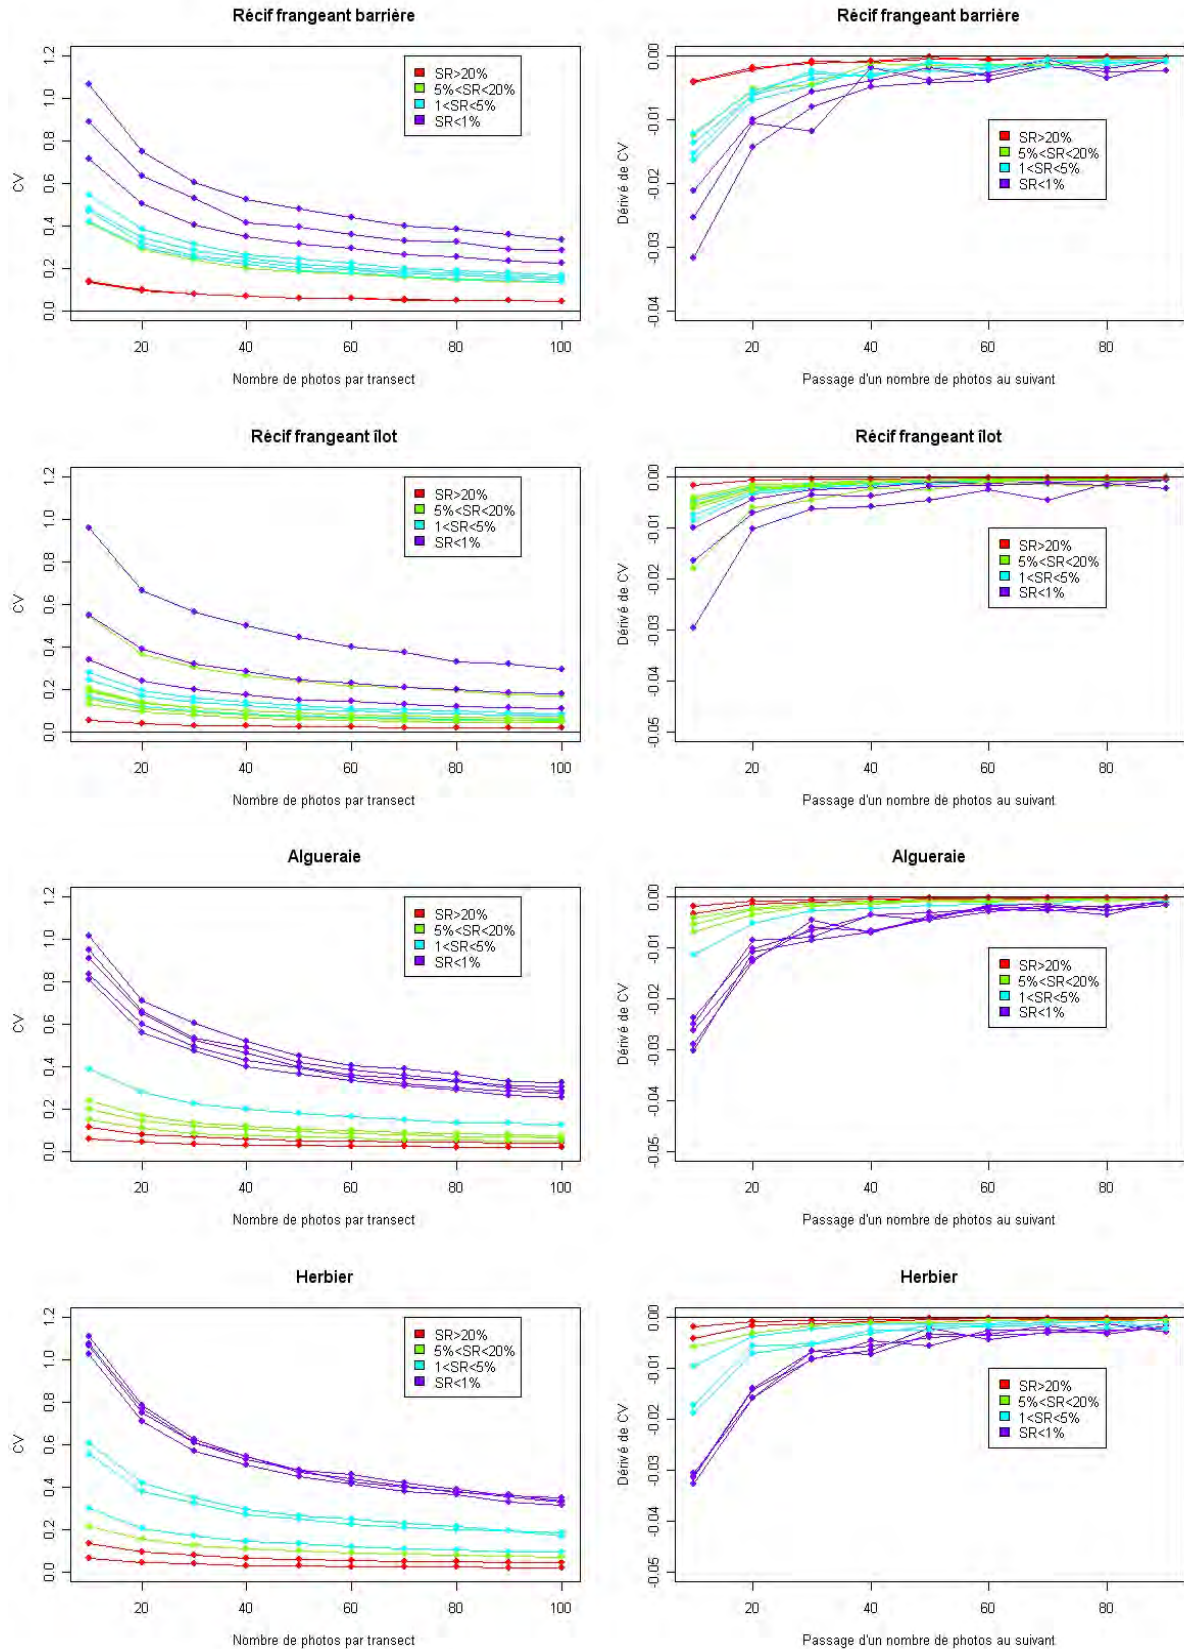 Récif frangeant barrière
1.2
1.0
0.8
0.6
0.4
0.2
0.0
CV
SR>20%
5%<SR<20%
1<SR<5%
SR<1%
20
40
60
80
100
Nombre de photos par transect
Récif frangeant barrière
0.00
-0.01
-0.02
-0.03
-0.04
Dérivé de CV
SR>20%
5%<SR<20%
1<SR<5%
SR<1%
20
40
60
80
Passage d'un nombre de photos au suivant
Récif frangeant îlot
1.2
1.0
0.8
0.6
0.4
0.2
0.0
CV
SR>20%
5%<SR<20%
1<SR<5%
SR<1%
20
40
60
80
100
Nombre de photos par transect
Récif frangeant îlot
0.00
-0.01
-0.02
-0.03
-0.04
-0.05
Dérivé de CV
SR>20%
5%<SR<20%
1<SR<5%
SR<1%
20
40
60
80
Passage d'un nombre de photos au suivant
Algueraie
1.2
1.0
0.8
0.6
0.4
0.2
0.0
CV
SR>20%
5%<SR<20%
1<SR<5%
SR<1%
20
40
60
80
100
Nombre de photos par transect
Algueraie
0.00
-0.01
-0.02
-0.03
-0.04
-0.05
Dérivé de CV
SR>20%
5%<SR<20%
1<SR<5%
SR<1%
20
40
60
80
Passage d'un nombre de photos au suivant
Herbier
1.2
1.0
0.8
0.6
0.4
0.2
0.0
CV
SR>20%
5%<SR<20%
1<SR<5%
SR<1%
20
40
60
80
100
Nombre de photos par transect
Herbier
0.00
-0.01
-0.02
-0.03
-0.04
-0.05
Dérivé de CV
SR>20%
5%<SR<20%
1<SR<5%
SR<1%
20
40
60
80
Passage d'un nombre de photos au suivant